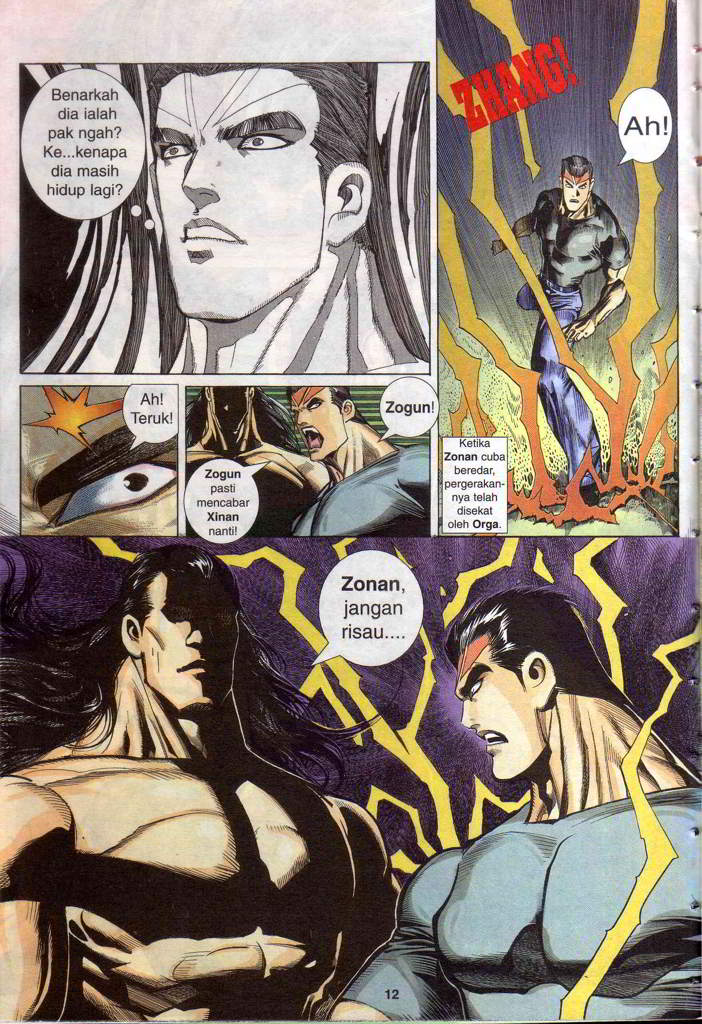 Benarkah
dia ialah
pak ngah?
Ke...kenapa
dia masih
hidup lagi?
ZHANG!
Ah!
Ketika
Zonan cuba
beredar,
pergerakan-
nya telah
disekat
oleh Orga.
Ah!
Teruk!
Zogun!
Zogun
pasti
mencabar
Xinan
nanti!
Zonan,
jangan
risau....
12